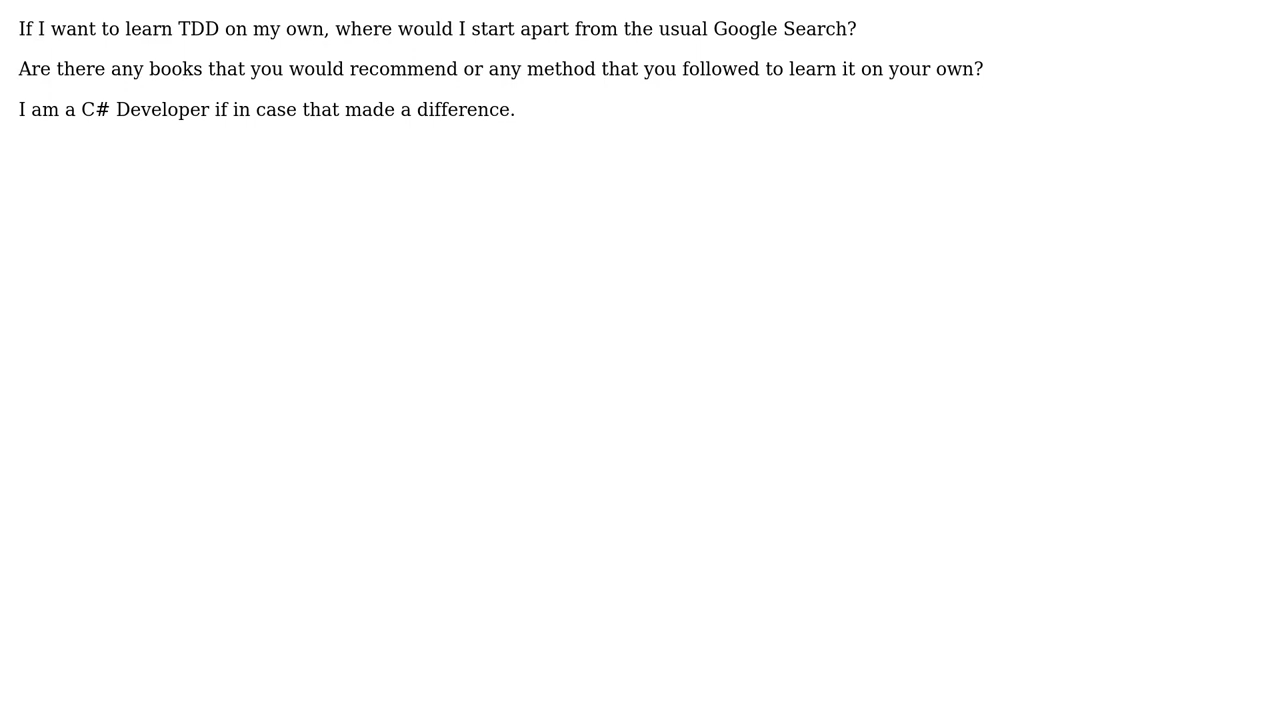 If I want to learn TDD on my own, where would I start apart from the usual Google Search?
Are there any books that you would recommend or any method that you followed to learn it on your own?
I am a C# Developer if in case that made a difference.